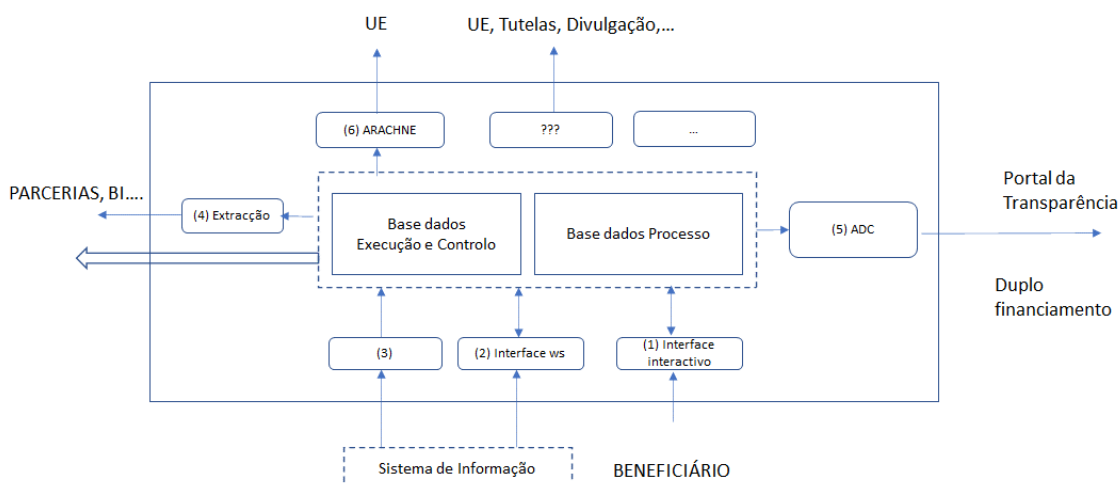 UE
UE, Tutelas, Divulgação,...
(6) ARACHNE
???
...
PARCERIAS, BI....
(4) Extracção
Base dados
Execução e Controlo
Base dados Processo
(5) ADC
Portal da
Transparência
Duplo
financiamento
(3)
(2) Interface ws
(1) Interface
interactivo
Sistema de Informação
BENEFICIÁRIO